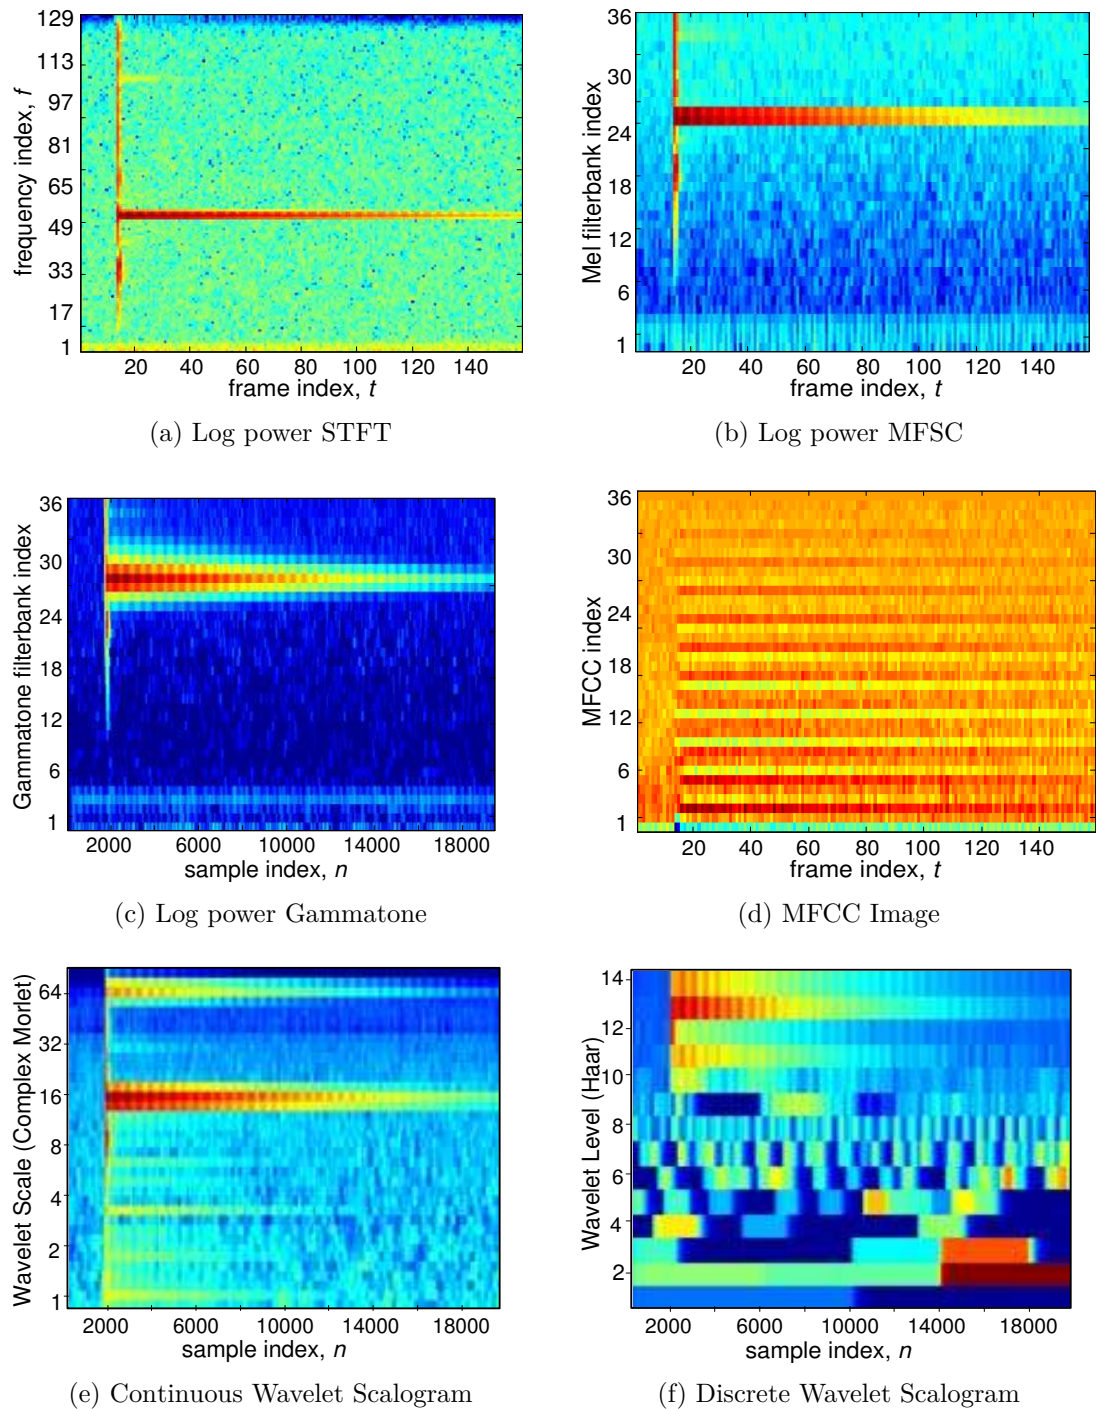 129
113
97
81
65
49
33
17
1
frequency index, f
20 40 60 80 100 120 140
frame index, t
(a) Log power STFT
36
30
24
18
12
6
1
Mel filterbank index
20 40 60 80 100 120 140
frame index, t
(b) Log power MFSC
36
30
24
18
12
6
1
Gammatone filterbank index
2000 6000 10000 14000 18000
sample index, n
(c) Log power Gammatone
36
30
24
18
12
6
1
MFCC index
20 40 60 80 100 120 140
frame index, t
(d) MFCC Image
64
32
16
8
4
2
1
Wavelet Scale (Complex Morlet)
2000 6000 10000 14000 18000
sample index, n
(e) Continuous Wavelet Scalogram
14
12
10
8
6
4
2
Wavelet Level (Haar)
2000 6000 10000 14000 18000
sample index, n
(f) Discrete Wavelet Scalogram